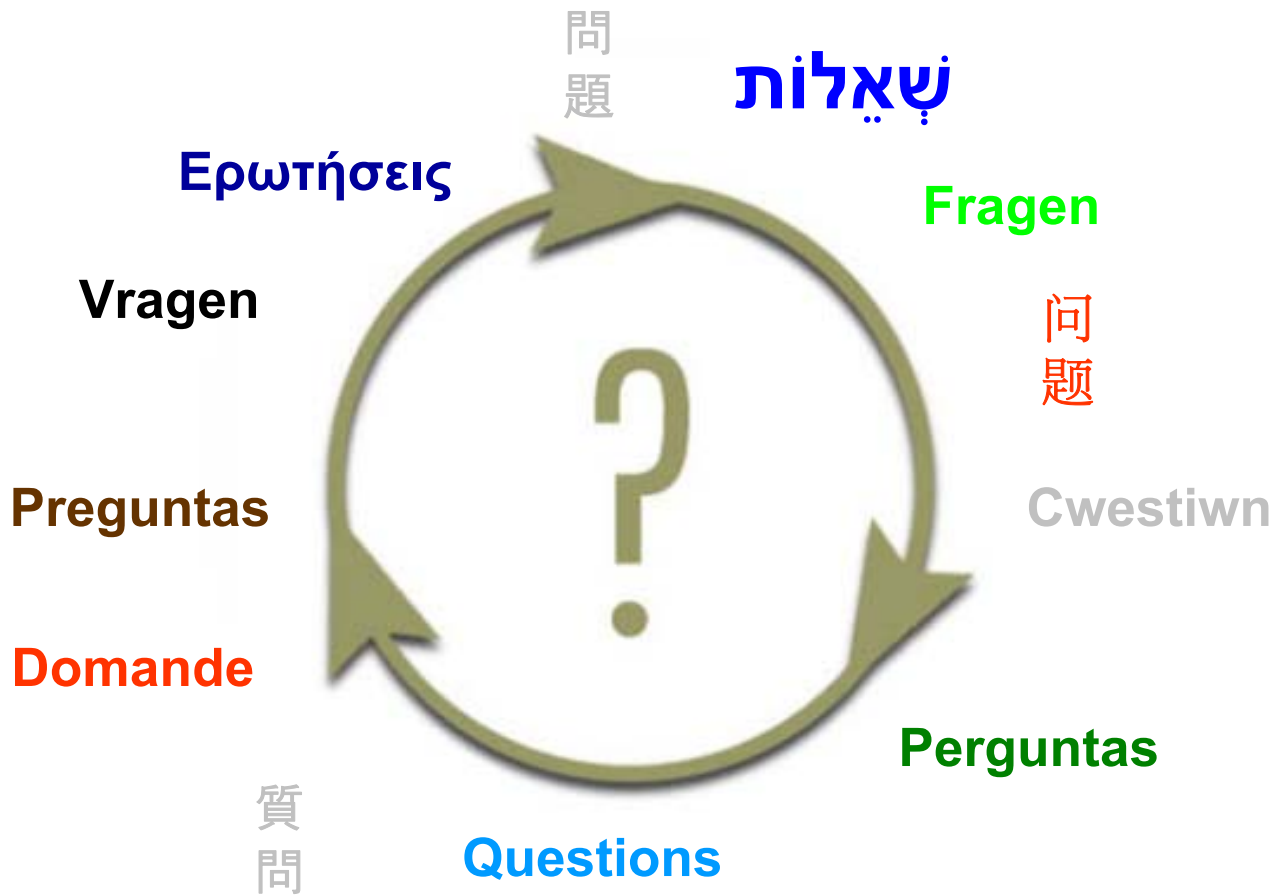 問
題
שְׁאֵלוֹת
Ερωτήσεις
Fragen
Vragen
问
题
?
Preguntas
Cwestiwn
Domande
Perguntas
質
問
Questions